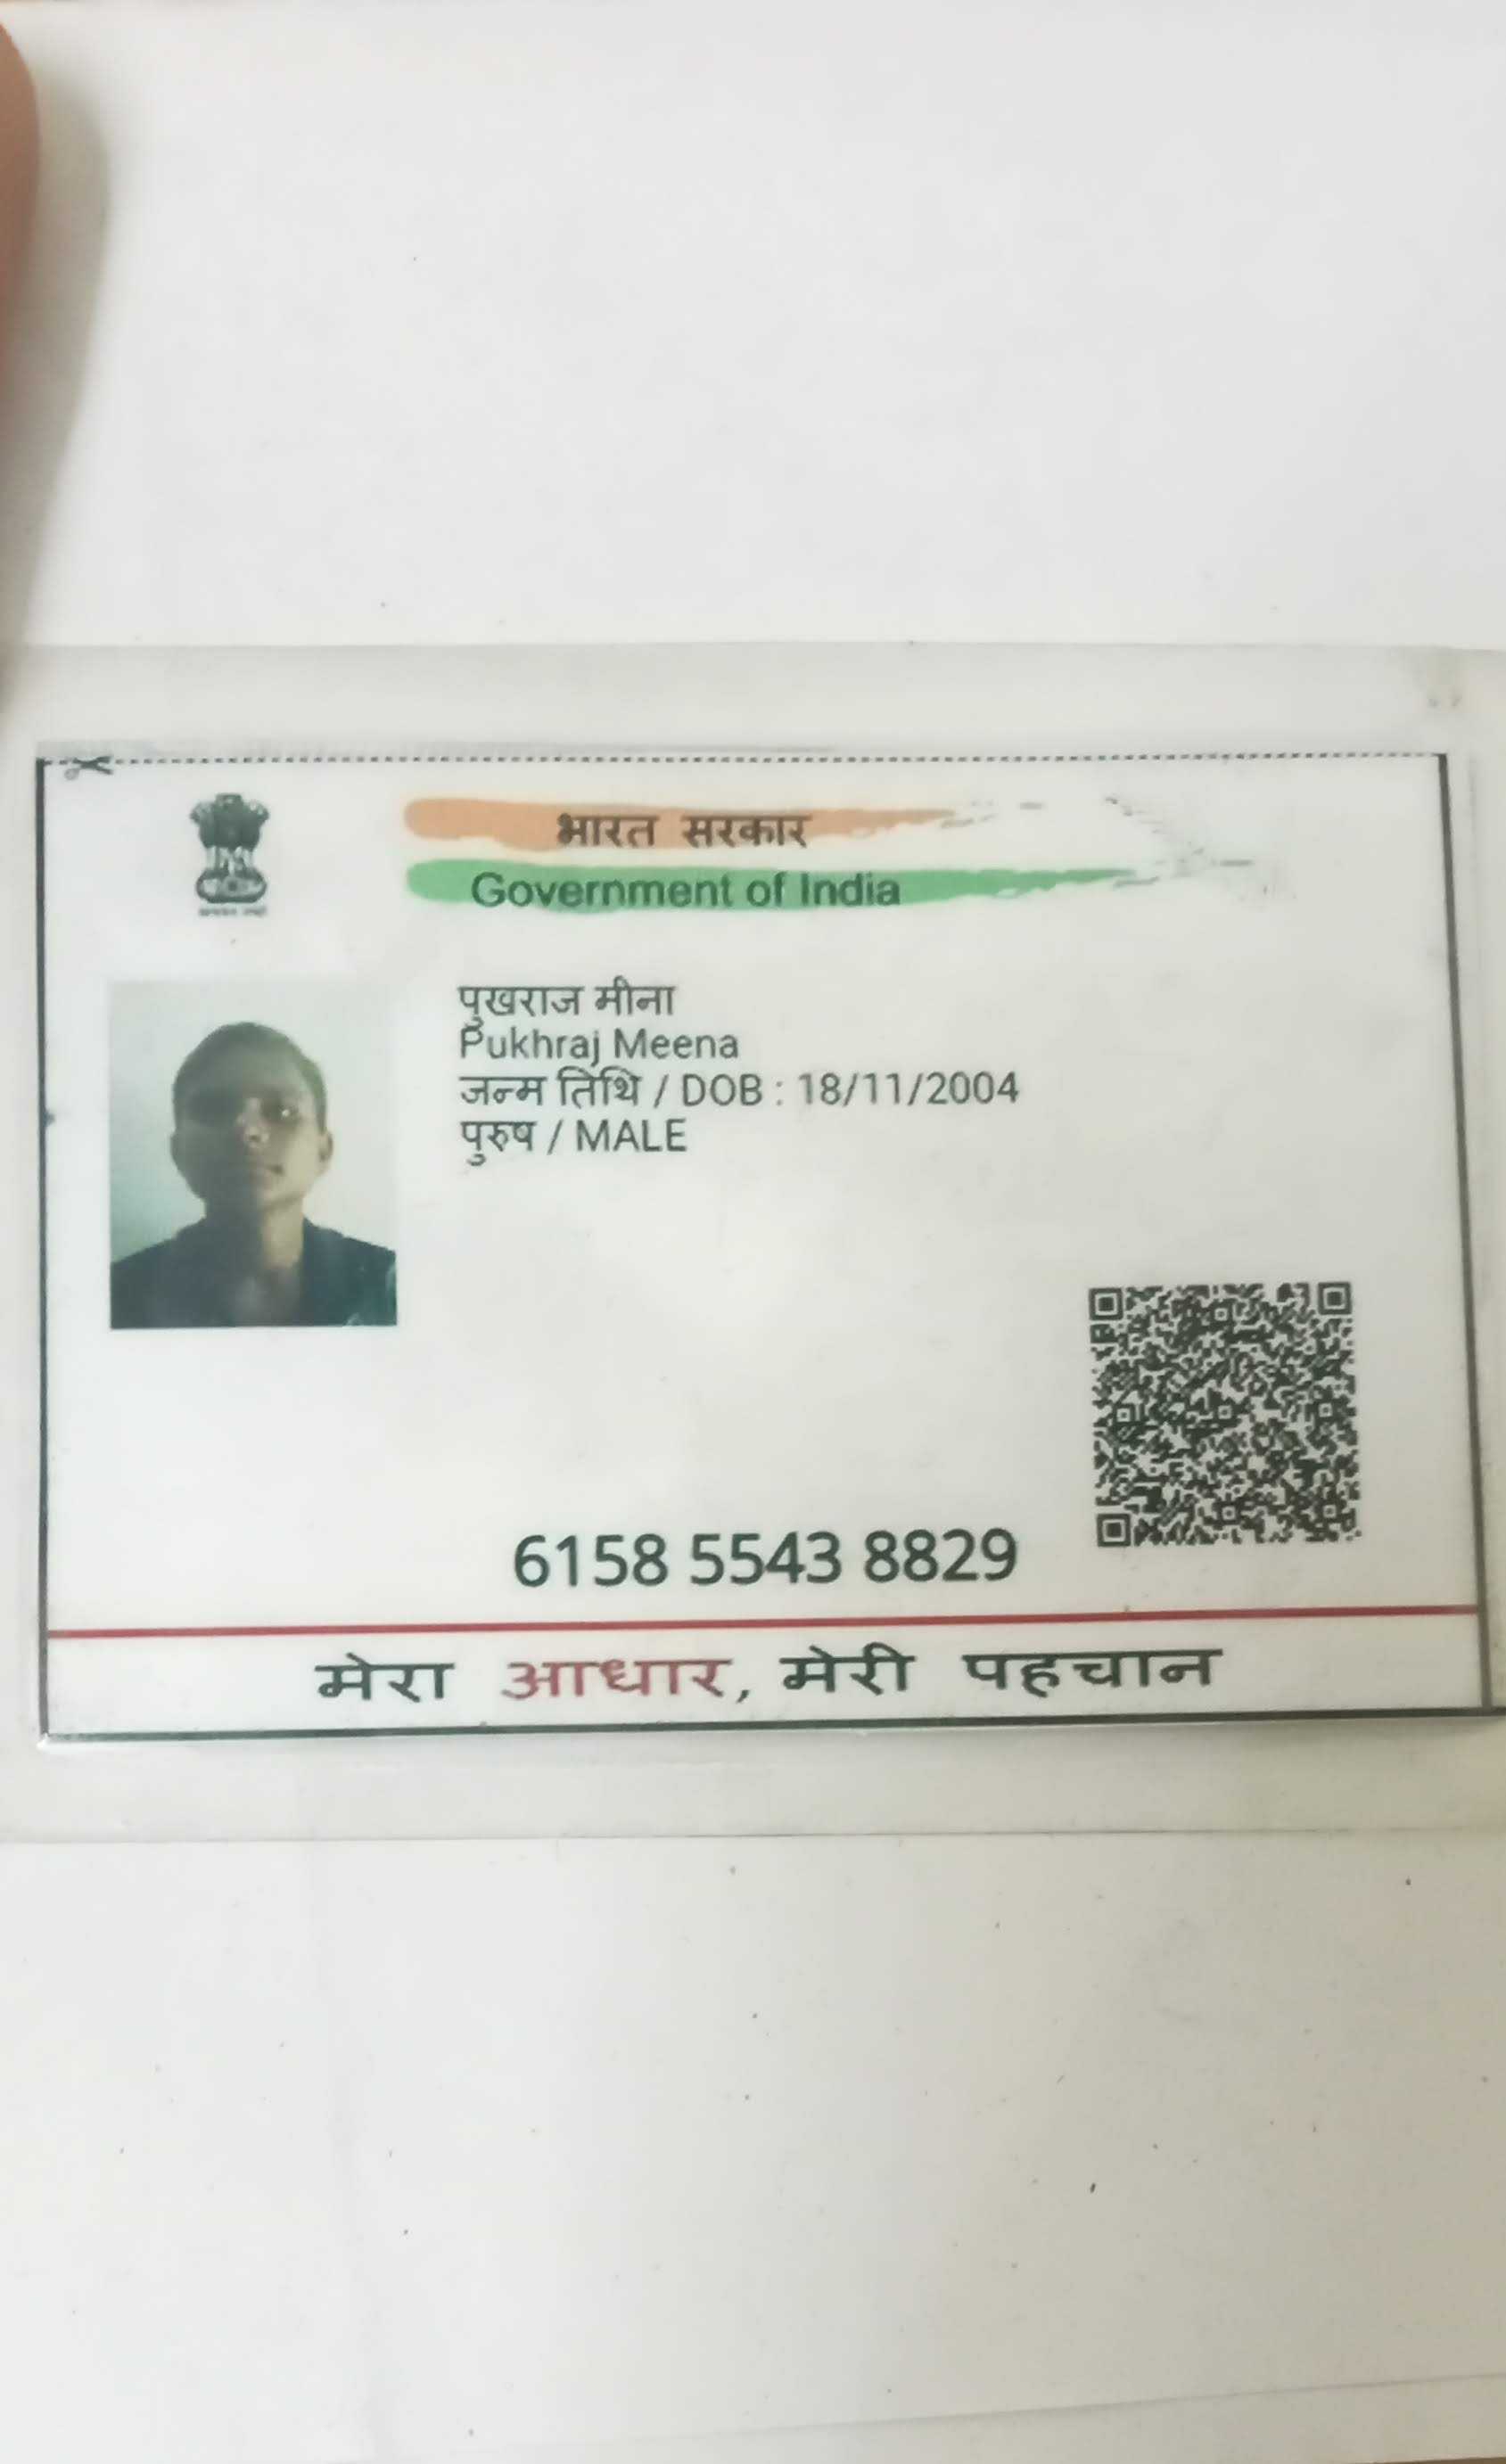 भारत सरकार
Government of India
पुखराज मीना
Pukhraj Meena
जन्म तिथि / DOB : 18/11/2004
पुरुष / MALE
6158 5543 8829
मेरा आधार, मेरी पहचान